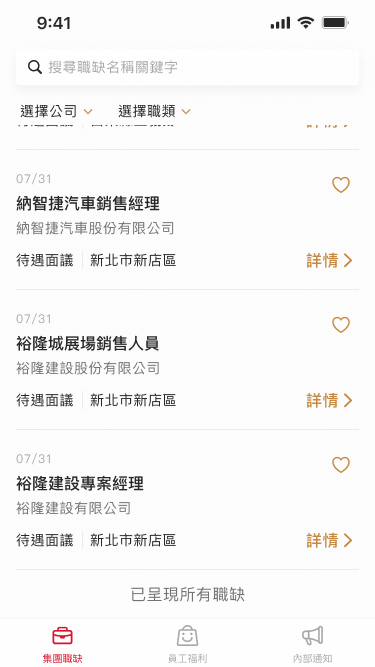 9:41
搜尋職缺名稱關鍵字
選擇公司 選擇職類
07/31
納智捷汽車銷售經理
納智捷汽車股份有限公司
待遇面議 新北市新店區 詳情
07/31
裕隆城展場銷售人員
裕隆建設股份有限公司
待遇面議 新北市新店區 詳情
07/31
裕隆建設專案經理
裕隆建設有限公司
待遇面議 新北市新店區 詳情
已呈現所有職缺
集團職缺 員工福利 內部通知